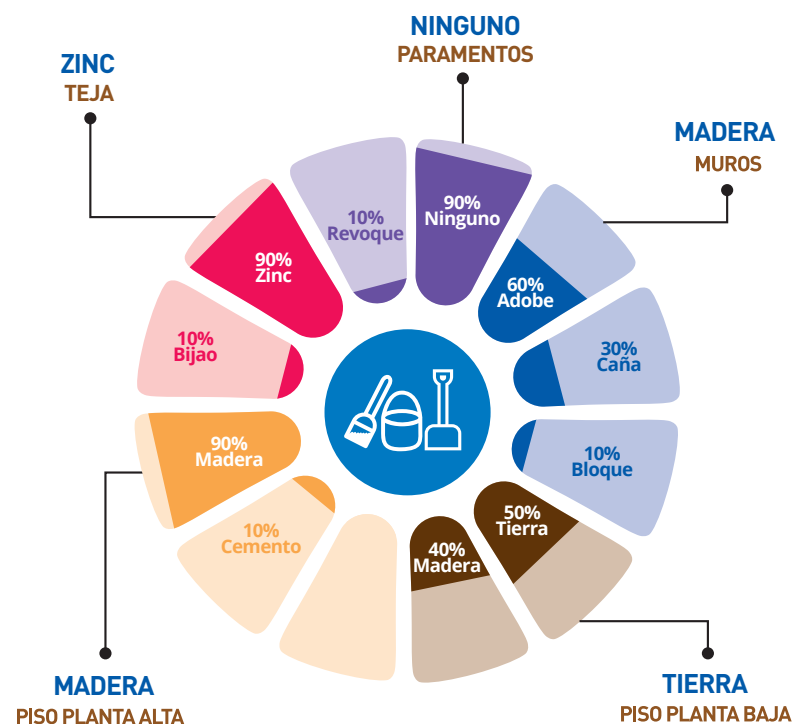 NINGUNO
PARAMENTOS
ZINC
TEJA
MADERA
MUROS
10%
Revoque
90%
Ninguno
90%
Zinc
60%
Adobe
10%
Bijao
30%
Caña
90%
Madera
10%
Bloque
10%
Cemento
40%
Madera
50%
Tierra
MADERA
PISO PLANTA ALTA
TIERRA
PISO PLANTA BAJA